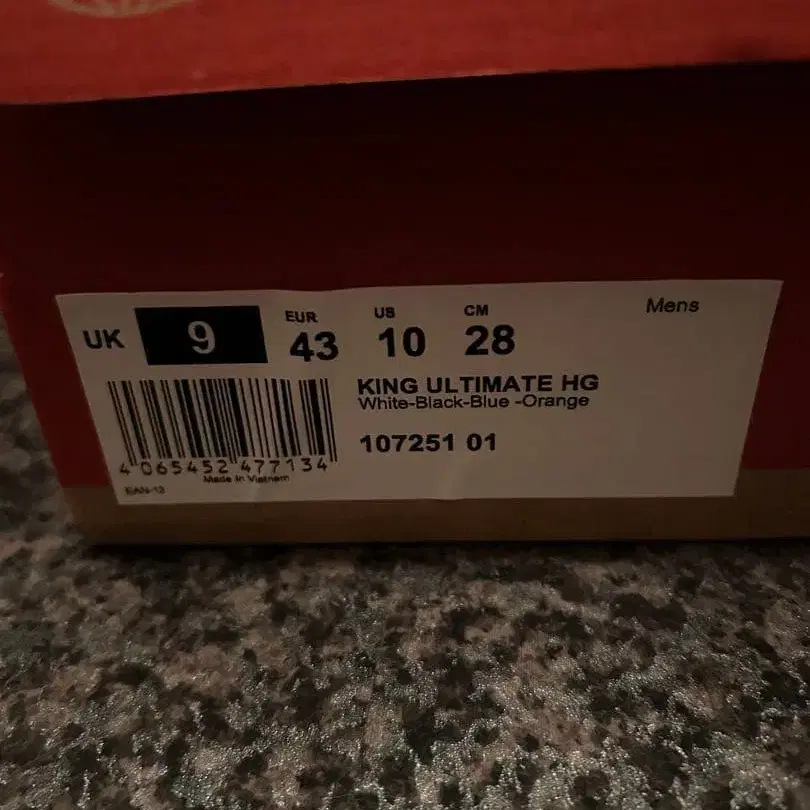 UK 9 EUR 43 US 10 CM 28 Mens
KING ULTIMATE HG
White-Black-Blue -Orange
107251 01
4 065452 477134
Made In Vietnam
EAN-13